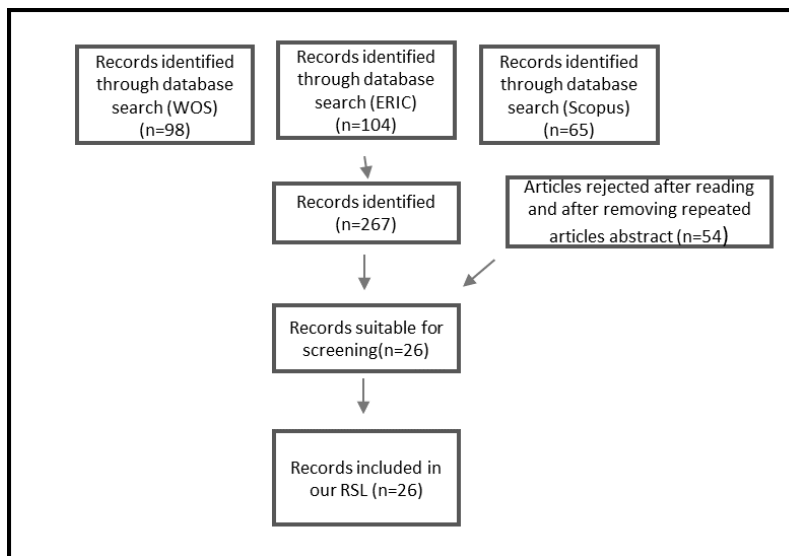 Records identified
through database
search (WOS)
(n=98)
Records identified
through database
search (ERIC)
(n=104)
Records identified
through database
search (Scopus)
(n=65)
Records identified
(n=267)
Articles rejected after reading
and after removing repeated
articles abstract (n=54)
Records suitable for
screening(n=26)
Records included in
our RSL (n=26)